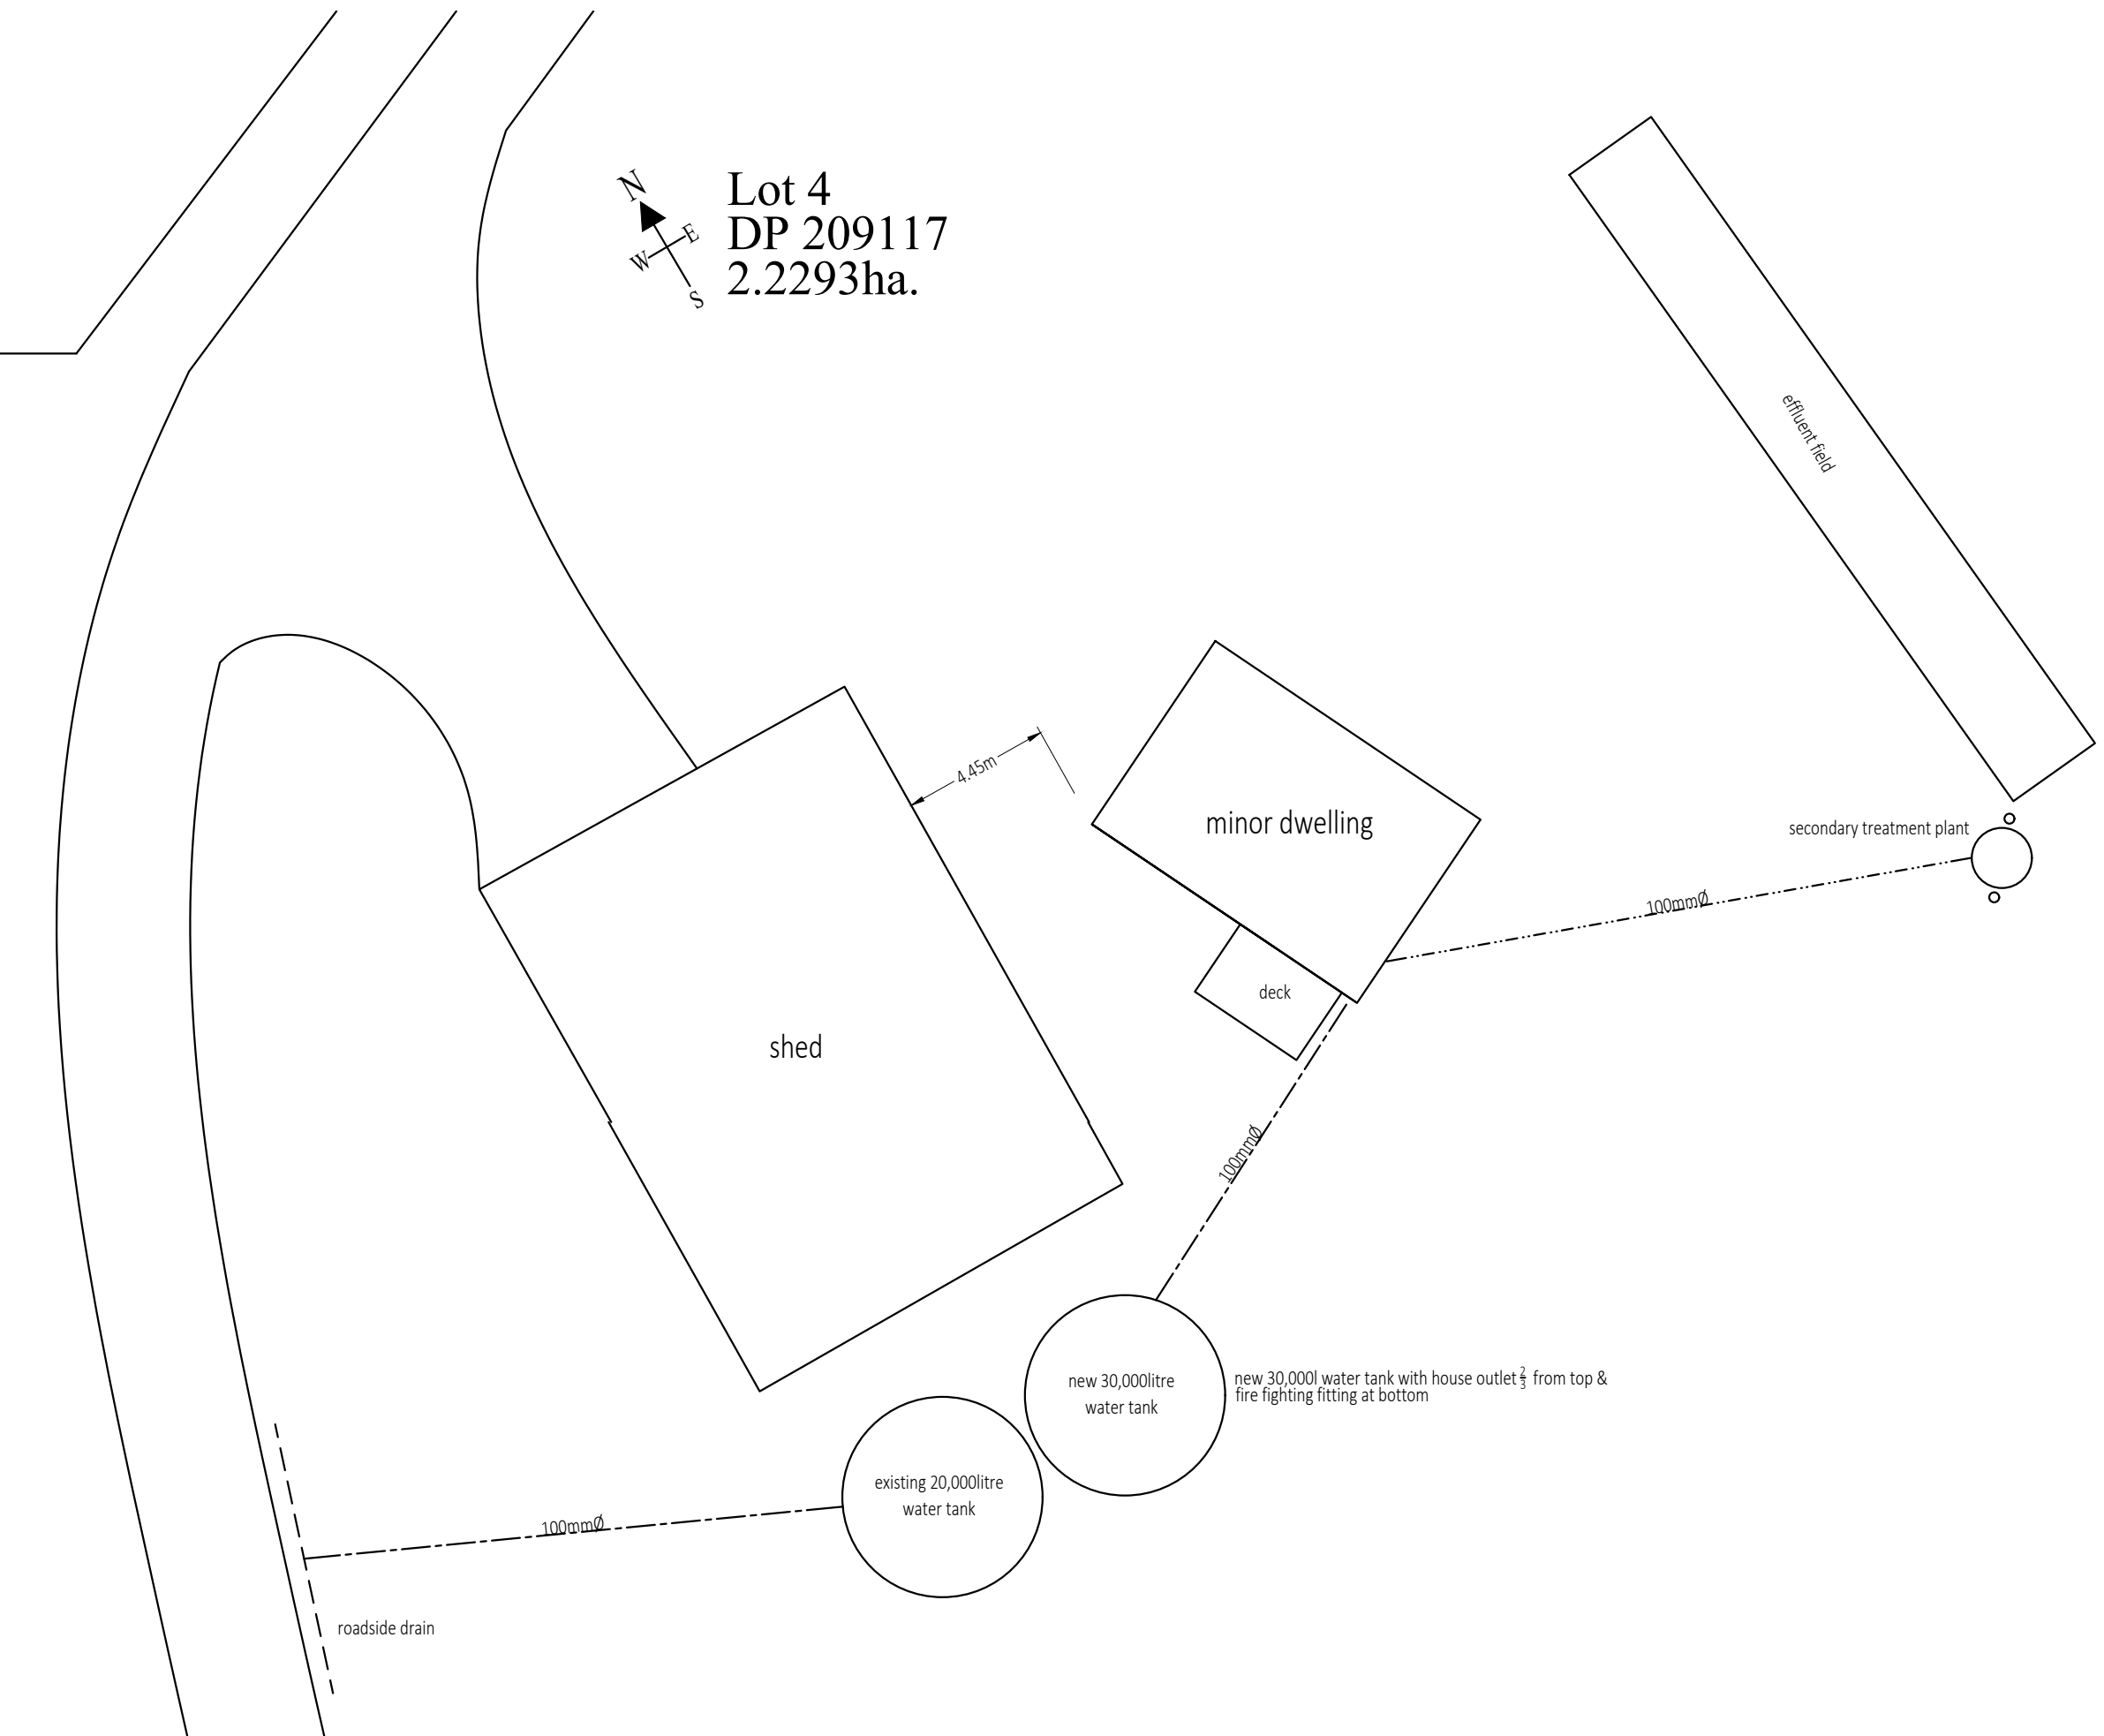 N
E
W
S
Lot 4
DP 209117
2.2293ha.
effluent field
4.45m
minor dwelling
secondary treatment plant
100mmØ
deck
shed
100mmØ
new 30,000litre
water tank
new 30,000l water tank with house outlet 2/3 from top &
fire fighting fitting at bottom
existing 20,000litre
water tank
100mmØ
roadside drain